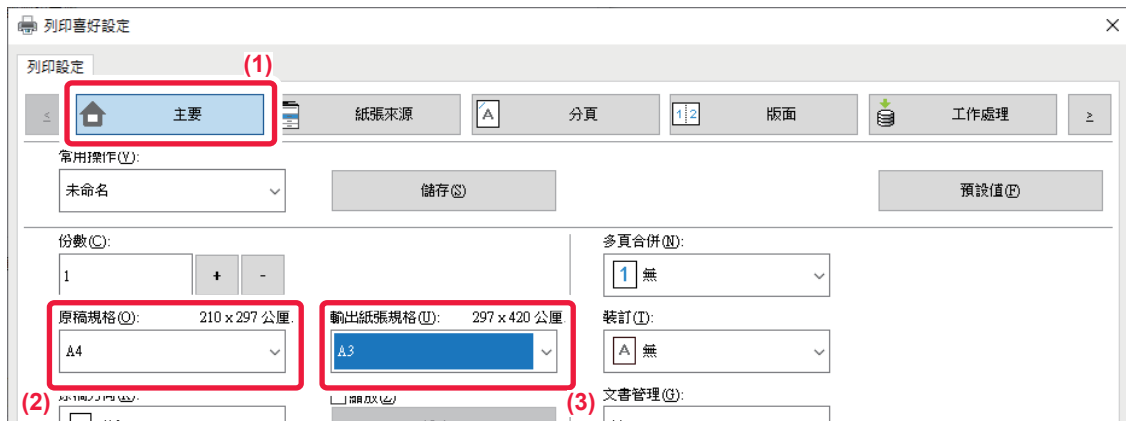 列印喜好設定
列印設定
(1)
< 主要 紙張來源 A 分頁 1 2 版面 工作處理 >
常用操作(Y):
未命名 儲存(S) 預設值(F)
份數(C): 多頁合併(N):
1 + - 1 無
原稿規格(O): 210 x 297 公厘. 輸出紙張規格(U): 297 x 420 公厘. 裝訂(I):
A4 A3 A 無
(2) (3) 文書管理(G):